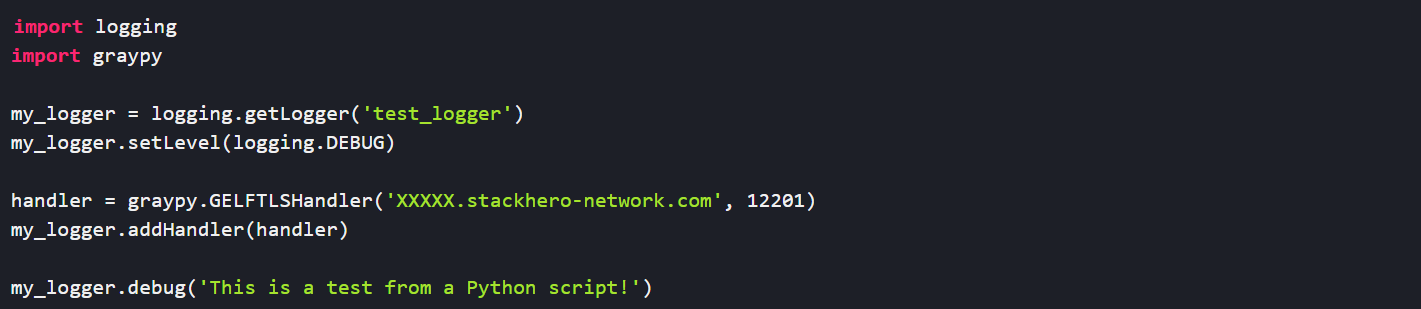 import logging
import graypy
my_logger = logging.getLogger('test_logger')
my_logger.setLevel(logging.DEBUG)
handler = graypy.GELFTLSHandler('XXXXX.stackhero-network.com', 12201)
my_logger.addHandler(handler)
my_logger.debug('This is a test from a Python script!')